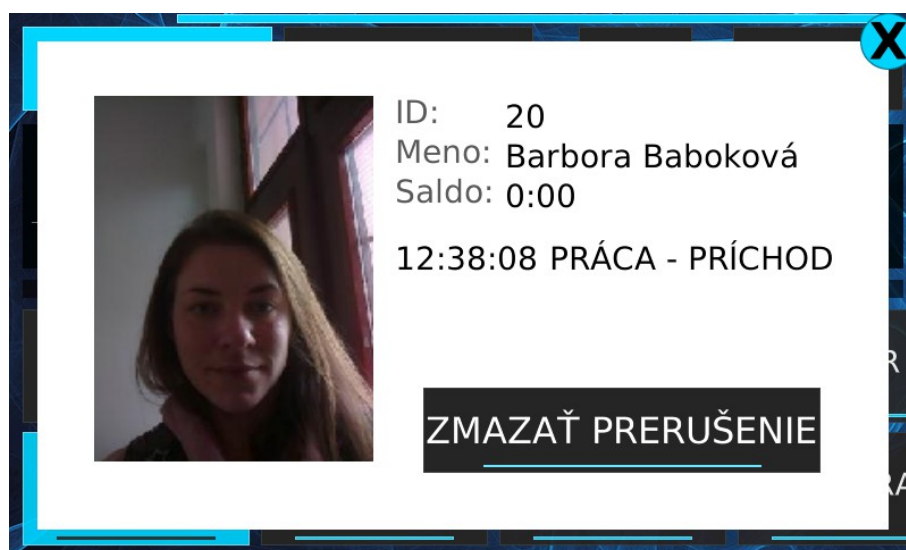 X
ID: 20
Meno: Barbora Baboková
Saldo: 0:00
12:38:08 PRÁCA - PRÍCHOD
ZMAZAŤ PRERUŠENIE